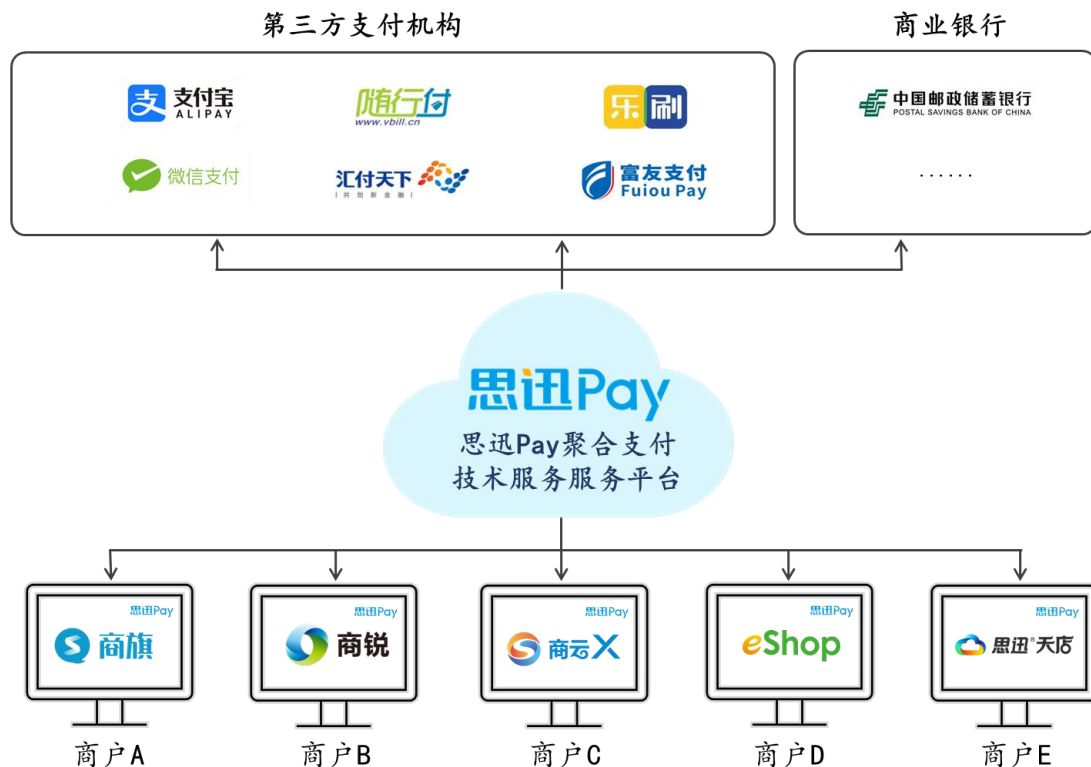 第三方支付机构 商业银行
支付宝
ALIPAY
随行付
www.vbill.cn
乐刷
中国邮政储蓄银行
POSTAL SAVINGS BANK OF CHINA
微信支付
汇付天下
共创新金融
富友支付
Fuiou Pay
······
思迅Pay
思迅Pay聚合支付
技术服务服务平台
思迅Pay
商旗
思迅Pay
商锐
思迅Pay
商云X
思迅Pay
eShop
思迅Pay
思迅®天店
商户A
商户B
商户C
商户D
商户E